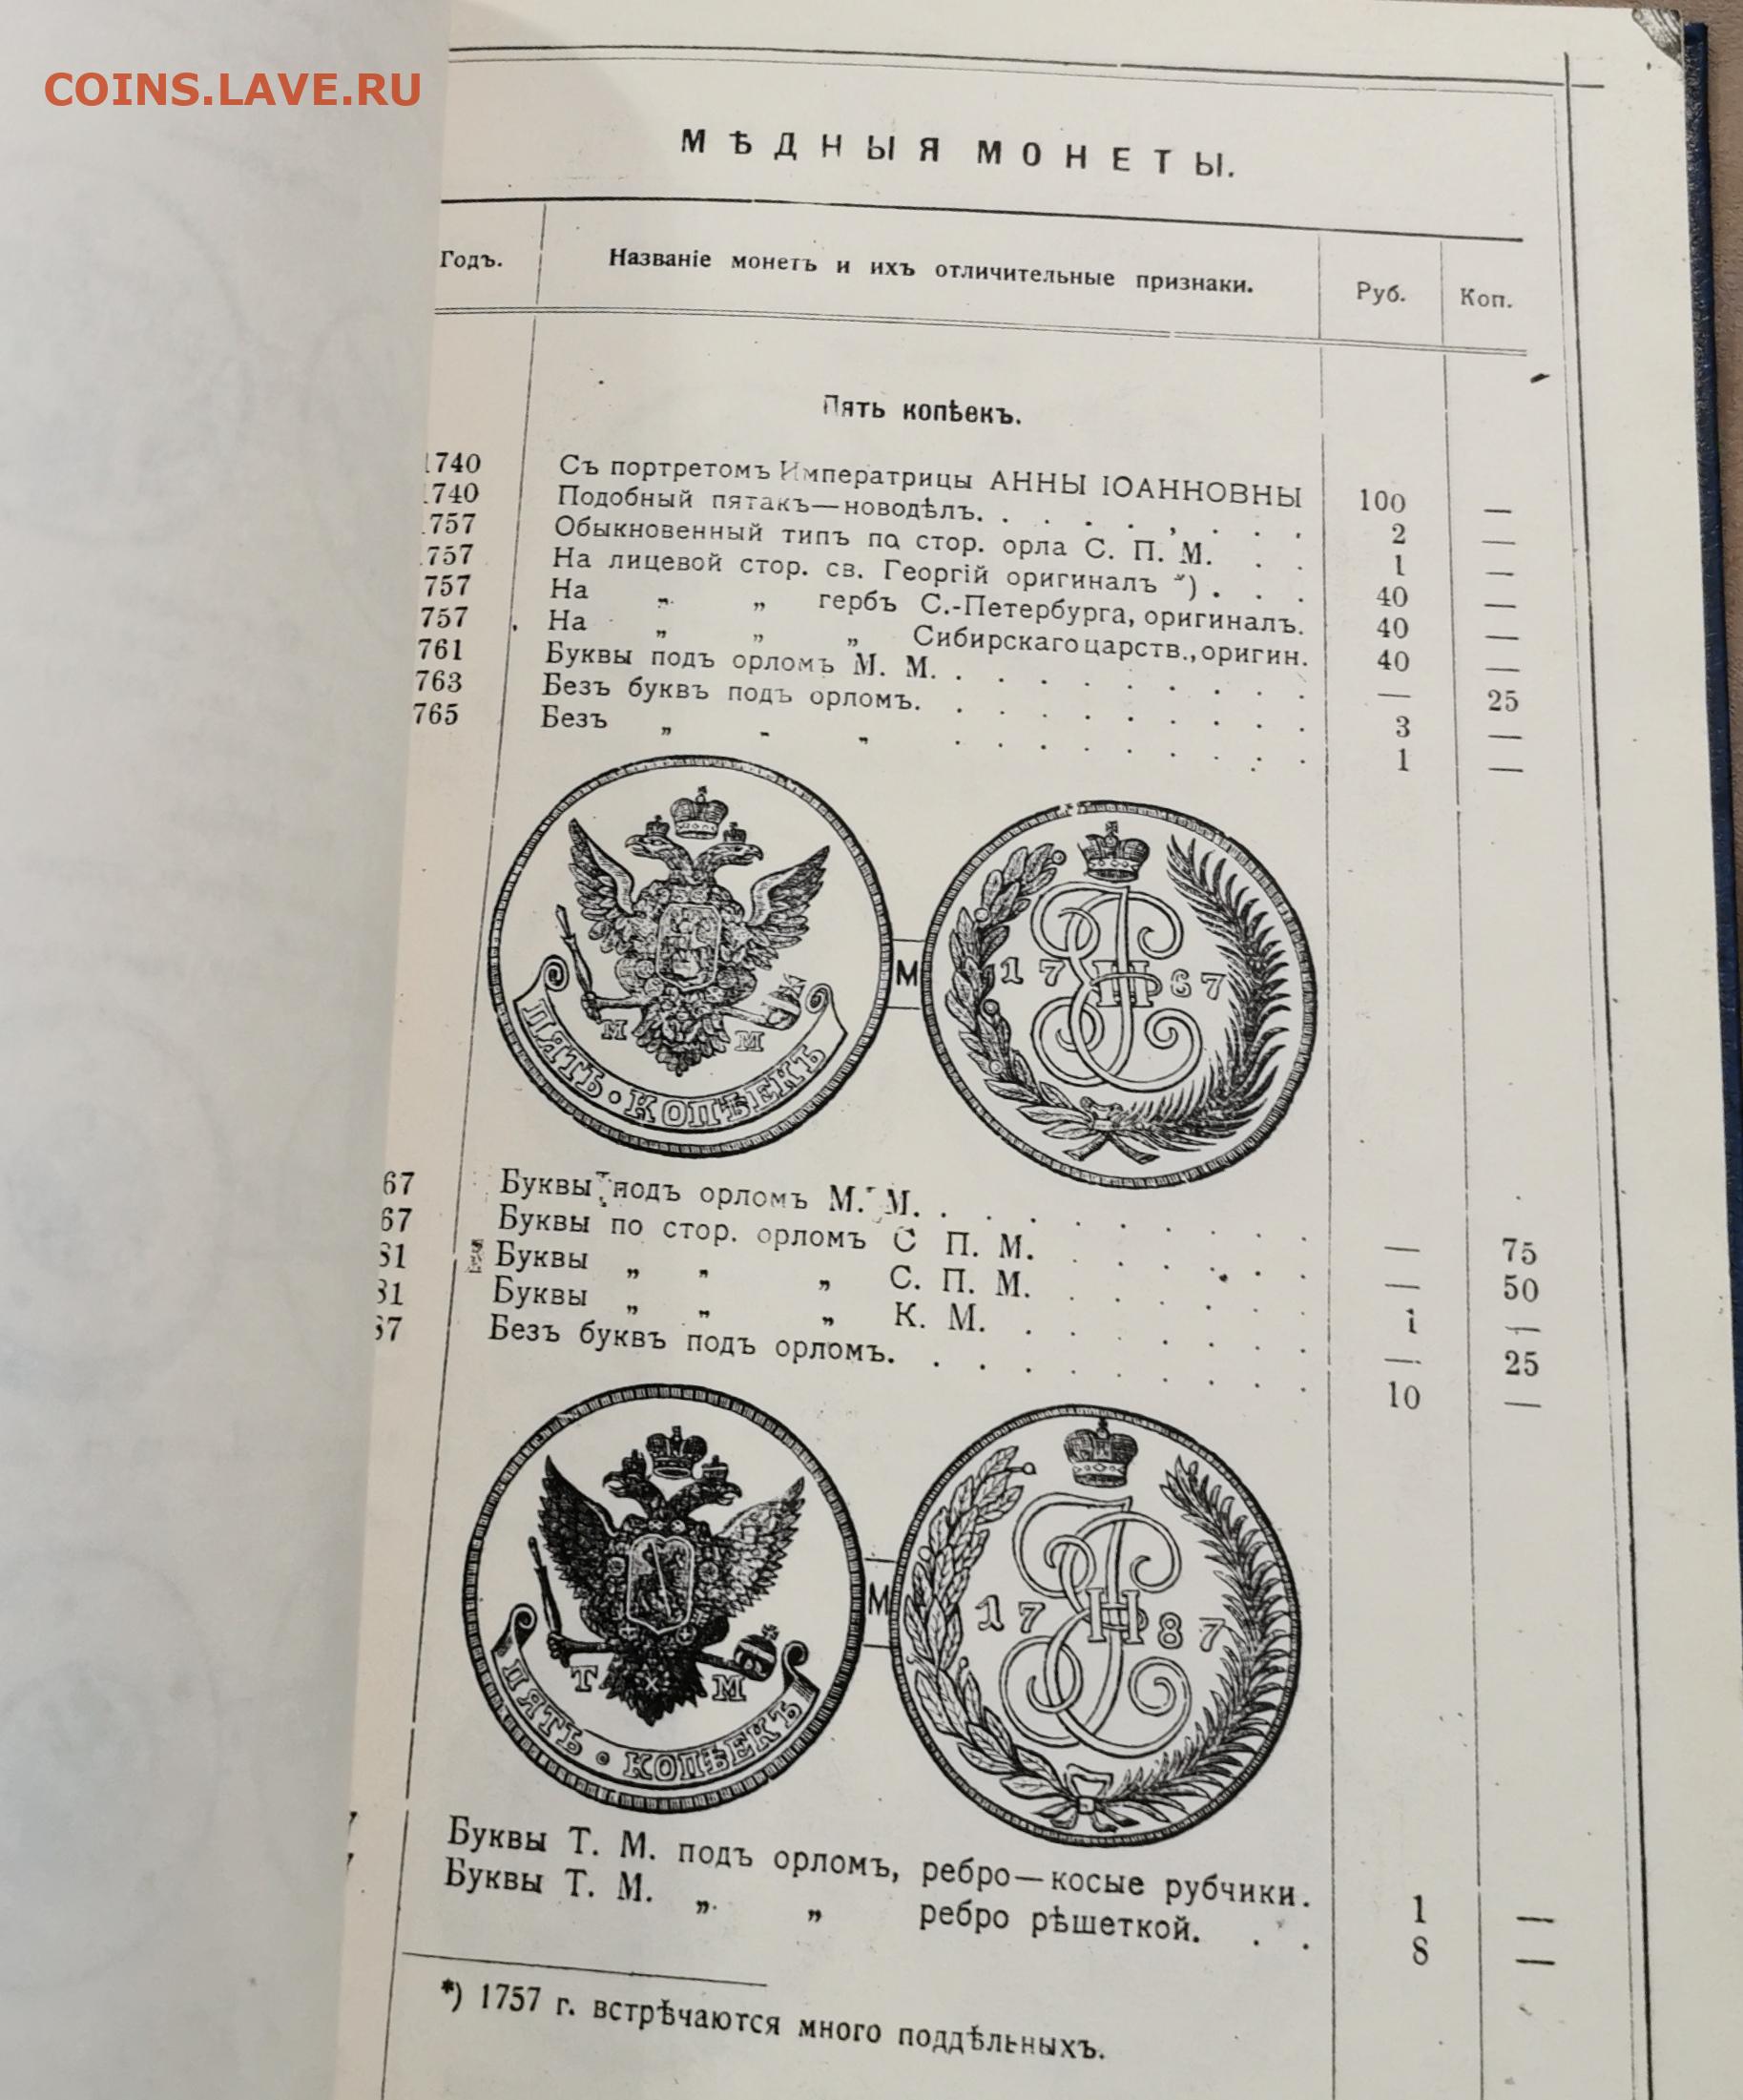 COINS.LAVE.RU
МѢДНЫЯ МОНЕТЫ.
Годъ. Названіе монетъ и ихъ отличительные признаки. Руб. Коп.
Пять копѣекъ.
1740 Съ портретомъ Императрицы АННЫ ІОАННОВНЫ 100 —
1740 Подобный пятакъ—новодѣлъ. . . . . . . . . 2 —
1757 Обыкновенный типъ по стор. орла С. П. М. . . 1 —
757 На лицевой стор. св. Георгій оригиналъ *) . . . 40 —
757 На „ „ гербъ С.-Петербурга, оригиналъ. 40 —
757 На „ „ „ Сибирскаго царств., оригин. 40 —
761 Буквы подъ орломъ М. М. . . . . . . . . — 25
763 Безъ буквъ подъ орломъ. . . . . . . . . 3 —
765 Безъ „ „ „ . . . . . . . . 1 —
М М
ПЯТЬ • КОПѢЕКЪ
М
17 67
67 Буквы подъ орломъ М. М. . . . . . . . . — 75
67 Буквы по стор. орломъ С П. М. . . . . . . — 50
81 Буквы „ „ „ С. П. М. . . . . . . 1 —
81 Буквы „ „ „ К. М. . . . . . . . — 25
87 Безъ буквъ подъ орломъ. . . . . . . . . 10 —
Т М
ПЯТЬ • КОПѢЕКЪ
М
17 87
Буквы Т. М. подъ орломъ, ребро—косые рубчики. 1 —
Буквы Т. М. „ „ ребро рѣшеткой. . . 8 —
*) 1757 г. встрѣчаются много поддѣльныхъ.